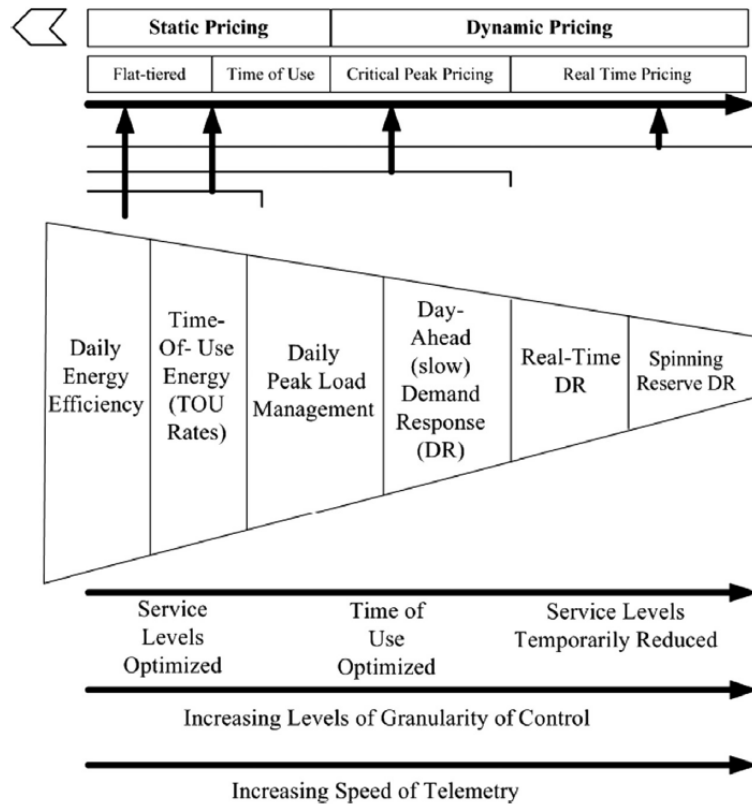 Static Pricing
Dynamic Pricing
Flat-tiered
Time of Use
Critical Peak Pricing
Real Time Pricing
Daily
Energy
Efficiency
Time-
Of- Use
Energy
(TOU
Rates)
Daily
Peak Load
Management
Day-
Ahead
(slow)
Demand
Response
(DR)
Real-Time
DR
Spinning
Reserve DR
Service
Levels
Optimized
Time of
Use
Optimized
Service Levels
Temporarily Reduced
Increasing Levels of Granularity of Control
Increasing Speed of Telemetry